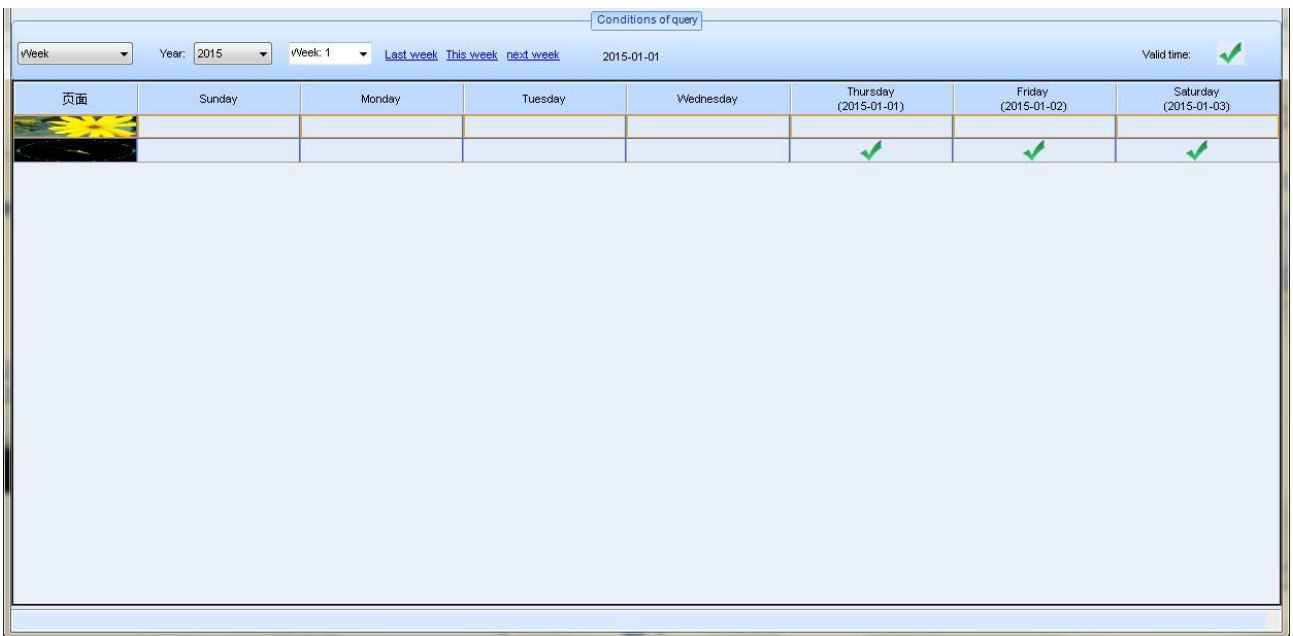 Conditions of query
Week Year: 2015 Week: 1 Last week This week next week 2015-01-01 Valid time:
页面 Sunday Monday Tuesday Wednesday Thursday (2015-01-01) Friday (2015-01-02) Saturday (2015-01-03)